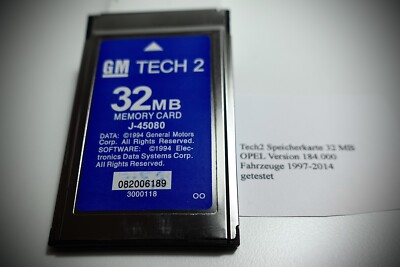 GM TECH 2
32MB
MEMORY CARD
J-45080
DATA: ©1994 General Motors
Corp. All Rights Reserved.
SOFTWARE: ©1994 Elec-
tronics Data Systems Corp.
All Rights Reserved.
082006189
3000118
OO
Tech2 Speicherkarte 32 MB
OPEL Version 184.000
Fahrzeuge 1997-2014
getestet